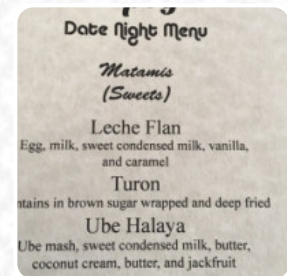 Date Night Menu
Matamis
(Sweets)
Leche Flan
Egg, milk, sweet condensed milk, vanilla,
and caramel
Turon
in brown sugar wrapped and deep fried
Ube Halaya
Ube mash, sweet condensed milk, butter,
coconut cream, butter, and jackfruit